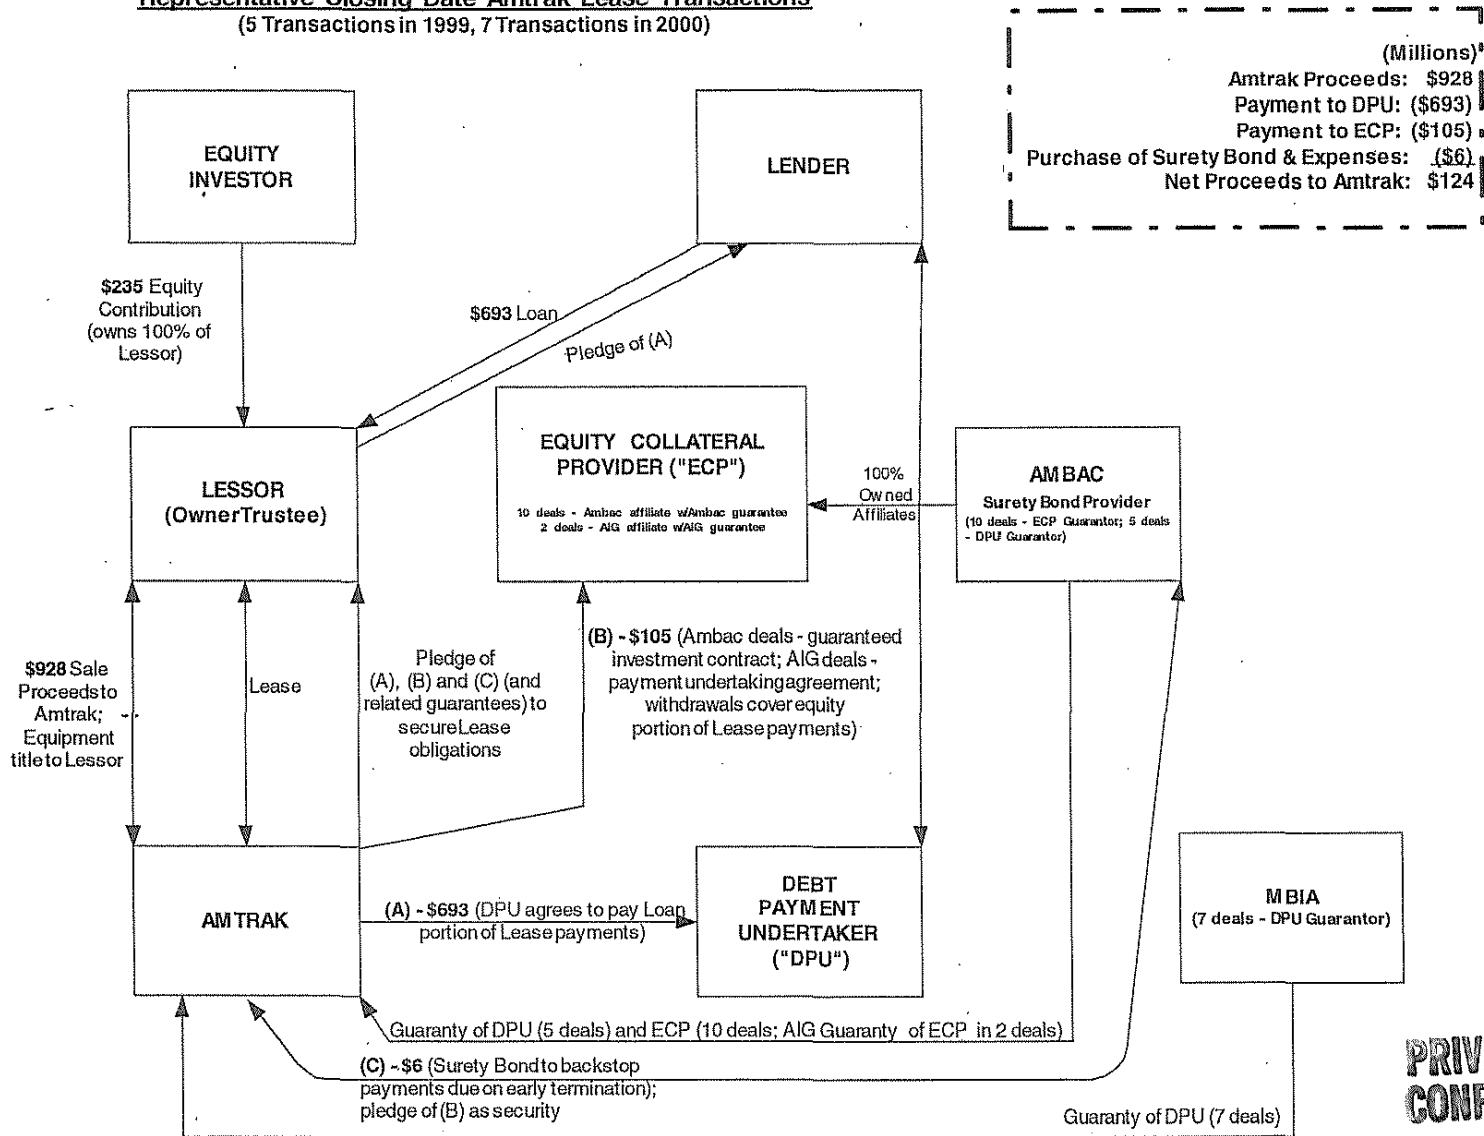 Representative Closing Date Amtrak Lease Transactions
(5 Transactions in 1999, 7 Transactions in 2000)
(Millions)
Amtrak Proceeds: $928
Payment to DPU: ($693)
Payment to ECP: ($105)
Purchase of Surety Bond & Expenses: ($6)
Net Proceeds to Amtrak: $124
EQUITY
INVESTOR
LENDER
$235 Equity
Contribution
(owns 100% of
Lessor)
$693 Loan
Pledge of (A)
LESSOR
(Owner Trustee)
EQUITY COLLATERAL
PROVIDER ("ECP")
10 deals - Ambac affiliate w/Ambac guarantee
2 deals - AIG affiliate w/AIG guarantee
100%
Owned
Affiliates
AMBAC
Surety Bond Provider
(10 deals - ECP Guarantor; 5 deals
- DPU Guarantor)
$928 Sale
Proceeds to
Amtrak;
Equipment
title to Lessor
Lease
Pledge of
(A), (B) and (C) (and
related guarantees) to
secure Lease
obligations
(B) - $105 (Ambac deals - guaranteed
investment contract; AIG deals -
payment undertaking agreement;
withdrawals cover equity
portion of Lease payments)
AMTRAK
(A) - $693 (DPU agrees to pay Loan
portion of Lease payments)
DEBT
PAYMENT
UNDERTAKER
("DPU")
MBIA
(7 deals - DPU Guarantor)
Guaranty of DPU (5 deals) and ECP (10 deals; AIG Guaranty of ECP in 2 deals)
(C) - $6 (Surety Bond to backstop
payments due on early termination);
pledge of (B) as security
Guaranty of DPU (7 deals)
PRIV
CONF